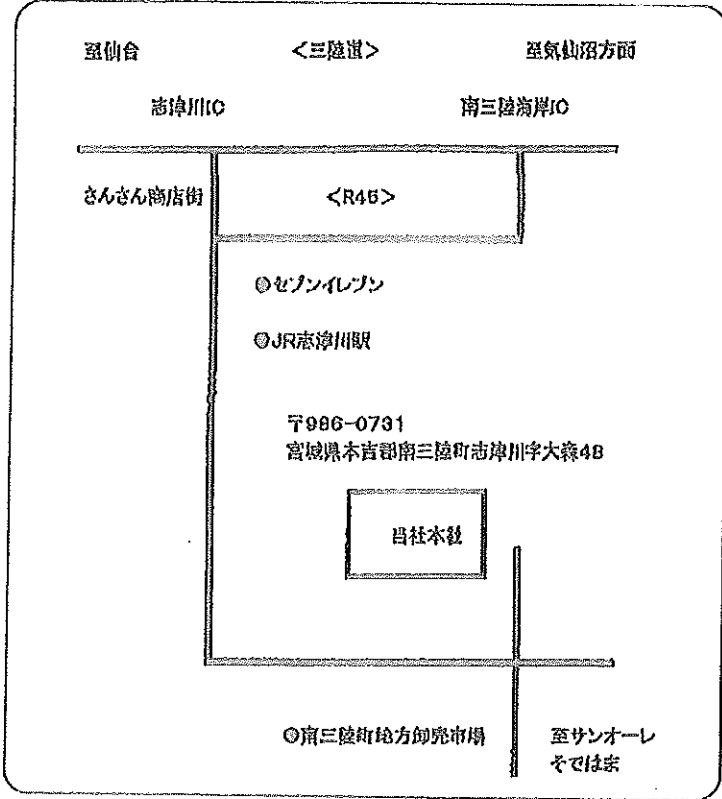 至仙台 <三陸道> 至気仙沼方面
志津川IC 南三陸海岸IC
さんさん商店街 <R45>
◎セブンイレブン
◎JR志津川駅
〒986-0731
宮城県本吉郡南三陸町志津川字大森48
当社本社
◎南三陸町地方卸売市場 至サンオーレ
そではま